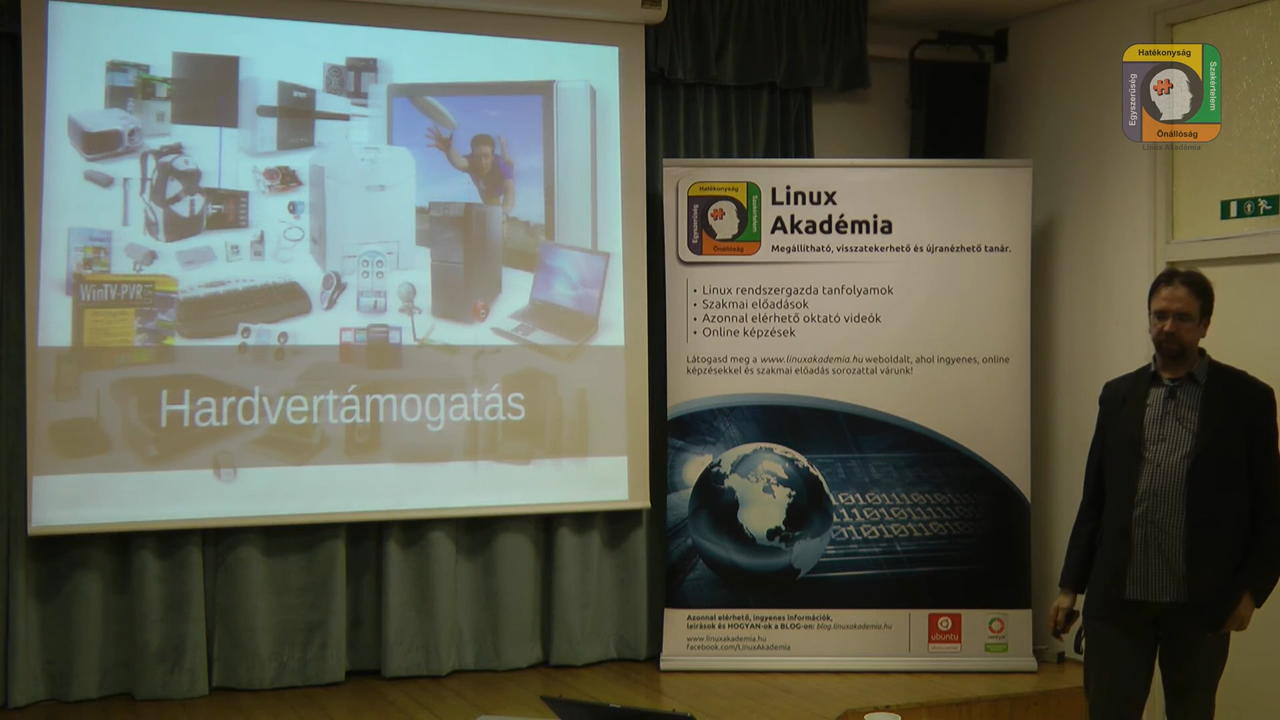 WinTV-PVR
Hardvertámogatás
Hatékonyság
Egyszerűség
Szakértelem
Önállóság
Linux
Akadémia
Megállítható, visszatekerhető és újranézhető tanár.
• Linux rendszergazda tanfolyamok
• Szakmai előadások
• Azonnal elérhető oktató videók
• Online képzések
Látogasd meg a www.linuxakademia.hu weboldalt, ahol ingyenes, online
képzésekkel és szakmai előadás sorozattal várunk!
101011101011
1110101110101
010101101011
Azonnal elérhető, ingyenes információk,
leírások és HOGYAN-ok a BLOG-on: blog.linuxakademia.hu
www.linuxakademia.hu
facebook.com/LinuxAkademia
ubuntu
Hatékonyság
Egyszerűség
Szakértelem
Önállóság
Linux Akadémia